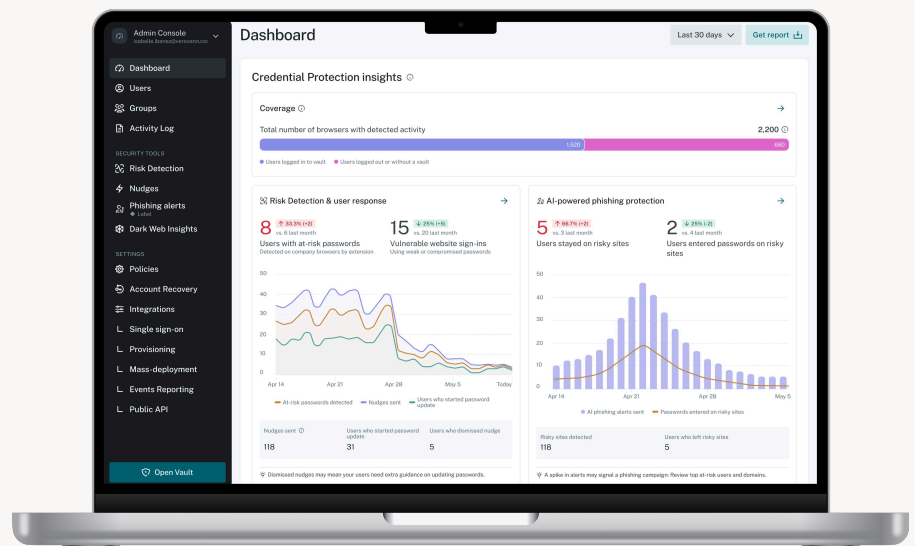 Admin Console
Dashboard
Users
Groups
Activity Log
SECURITY TOOLS
Risk Detection
Nudges
Phishing alerts
Label
Dark Web Insights
SETTINGS
Policies
Account Recovery
Integrations
Single sign-on
Provisioning
Mass-deployment
Events Reporting
Public API
Open Vault
Dashboard
Last 30 days
Get report
Credential Protection insights
Coverage
Total number of browsers with detected activity
2,200
1,520
680
Users logged in to vault
Users logged out or without a vault
Risk Detection & user response
8
33.3% (+2)
vs. 6 last month
Users with at-risk passwords
Detected on company browsers by extension
15
25% (+5)
vs. 20 last month
Vulnerable website sign-ins
Using weak or compromised passwords
50
40
30
20
10
0
Apr 14
Apr 21
Apr 28
May 5
Today
At-risk passwords detected
Nudges sent
Users who started password
update
Nudges sent
118
Users who started password
update
31
Users who dismissed nudge
5
Dismissed nudges may mean your users need extra guidance on updating passwords.
AI-powered phishing protection
5
66.7% (+2)
vs. 3 last month
Users stayed on risky sites
2
25% (-2)
vs. 4 last month
Users entered passwords on risky
sites
50
40
30
20
10
0
Apr 14
Apr 21
Apr 28
May 5
AI phishing alerts sent
Passwords entered on risky sites
Risky sites detected
118
Users who left risky sites
5
A spike in alerts may signal a phishing campaign: Review top at-risk users and domains.